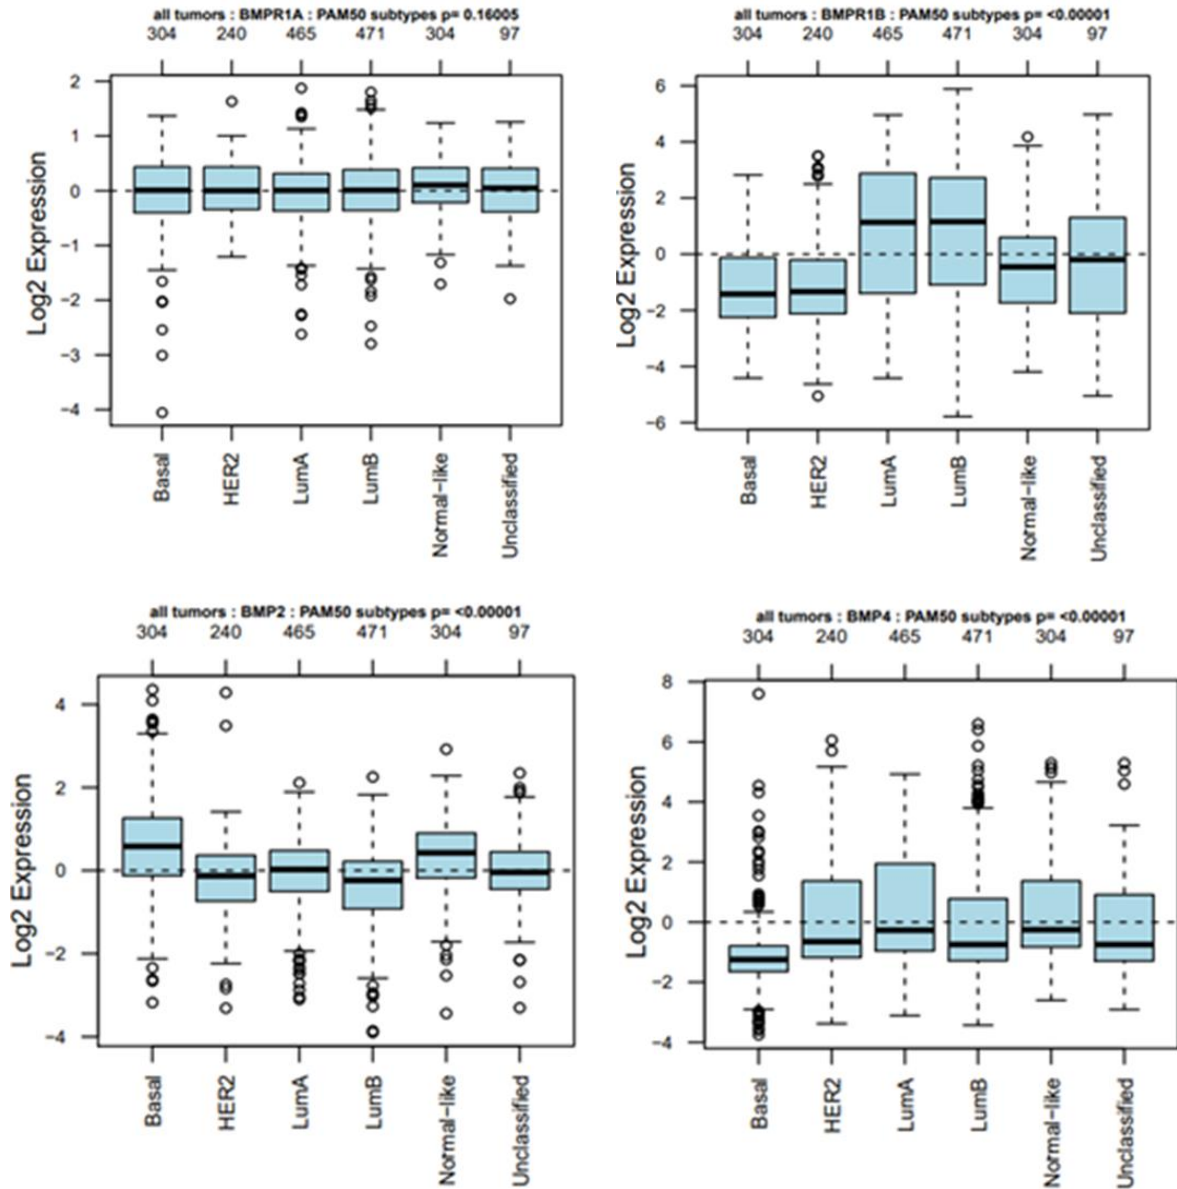 all tumors : BMPR1A : PAM50 subtypes p= 0.16005
304 240 465 471 304 97
2
1
0
−1
−2
−3
−4
Log2 Expression
Basal
HER2
LumA
LumB
Normal−like
Unclassified
all tumors : BMPR1B : PAM50 subtypes p= <0.00001
304 240 465 471 304 97
6
4
2
0
−2
−4
−6
Log2 Expression
Basal
HER2
LumA
LumB
Normal−like
Unclassified
all tumors : BMP2 : PAM50 subtypes p= <0.00001
304 240 465 471 304 97
4
2
0
−2
−4
Log2 Expression
Basal
HER2
LumA
LumB
Normal−like
Unclassified
all tumors : BMP4 : PAM50 subtypes p= <0.00001
304 240 465 471 304 97
8
6
4
2
0
−2
−4
Log2 Expression
Basal
HER2
LumA
LumB
Normal−like
Unclassified